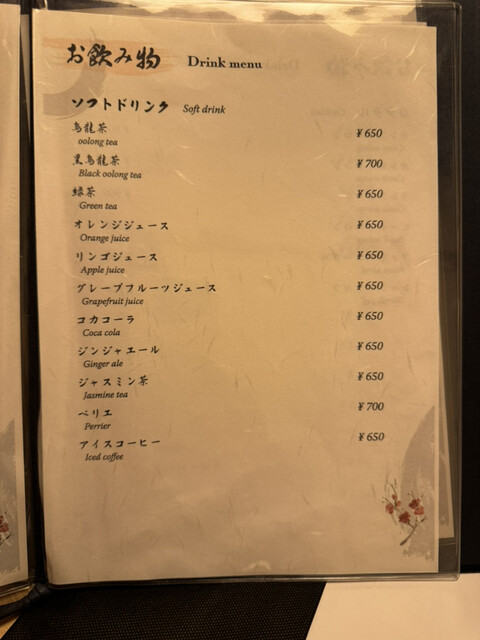 お飲み物 Drink menu
ソフトドリンク Soft drink
烏龍茶 ¥650
oolong tea
黒烏龍茶 ¥700
Black oolong tea
緑茶 ¥650
Green tea
オレンジジュース ¥650
Orange juice
リンゴジュース ¥650
Apple juice
グレープフルーツジュース ¥650
Grapefruit juice
コカコーラ ¥650
Coca cola
ジンジャエール ¥650
Ginger ale
ジャスミン茶 ¥650
Jasmine tea
ペリエ ¥700
Perrier
アイスコーヒー ¥650
Iced coffee